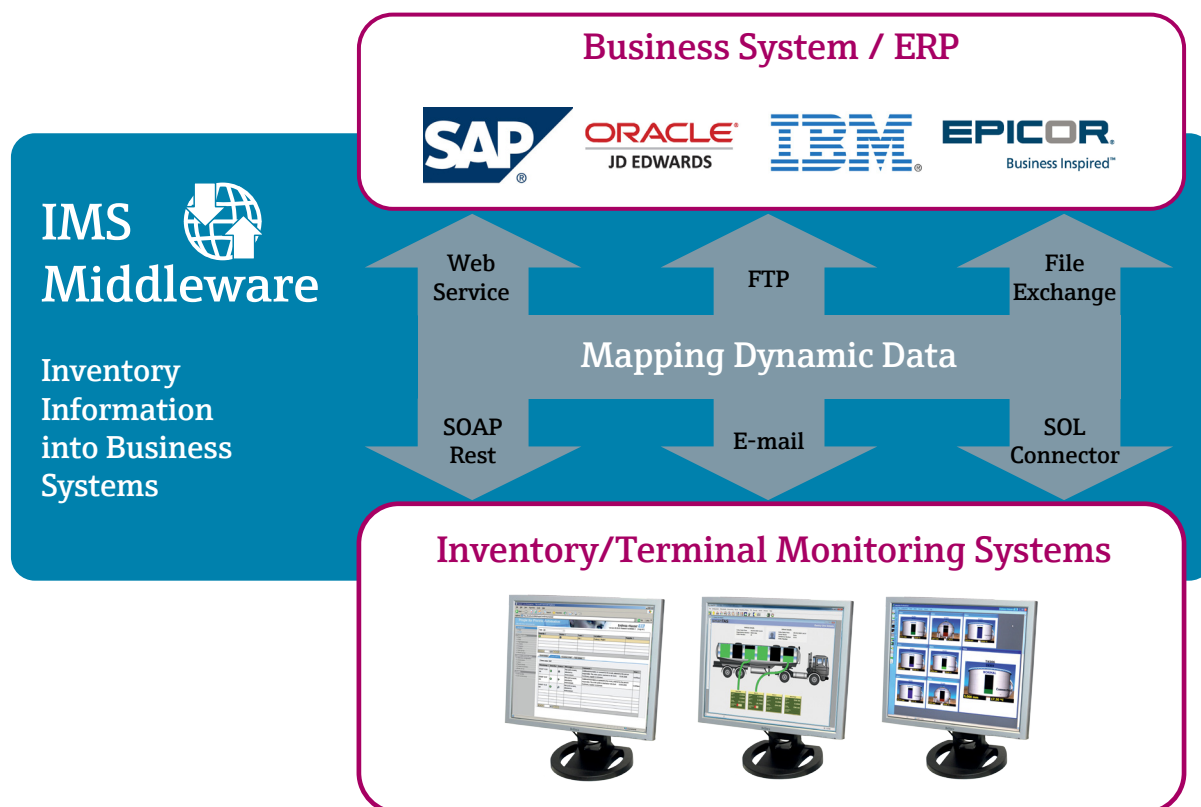 Business System / ERP
SAP
®
ORACLE®
JD EDWARDS
IBM®
EPICOR®
Business Inspired™
IMS
Middleware
Inventory
Information
into Business
Systems
Web
Service
FTP
File
Exchange
Mapping Dynamic Data
SOAP
Rest
E-mail
SOL
Connector
Inventory/Terminal Monitoring Systems